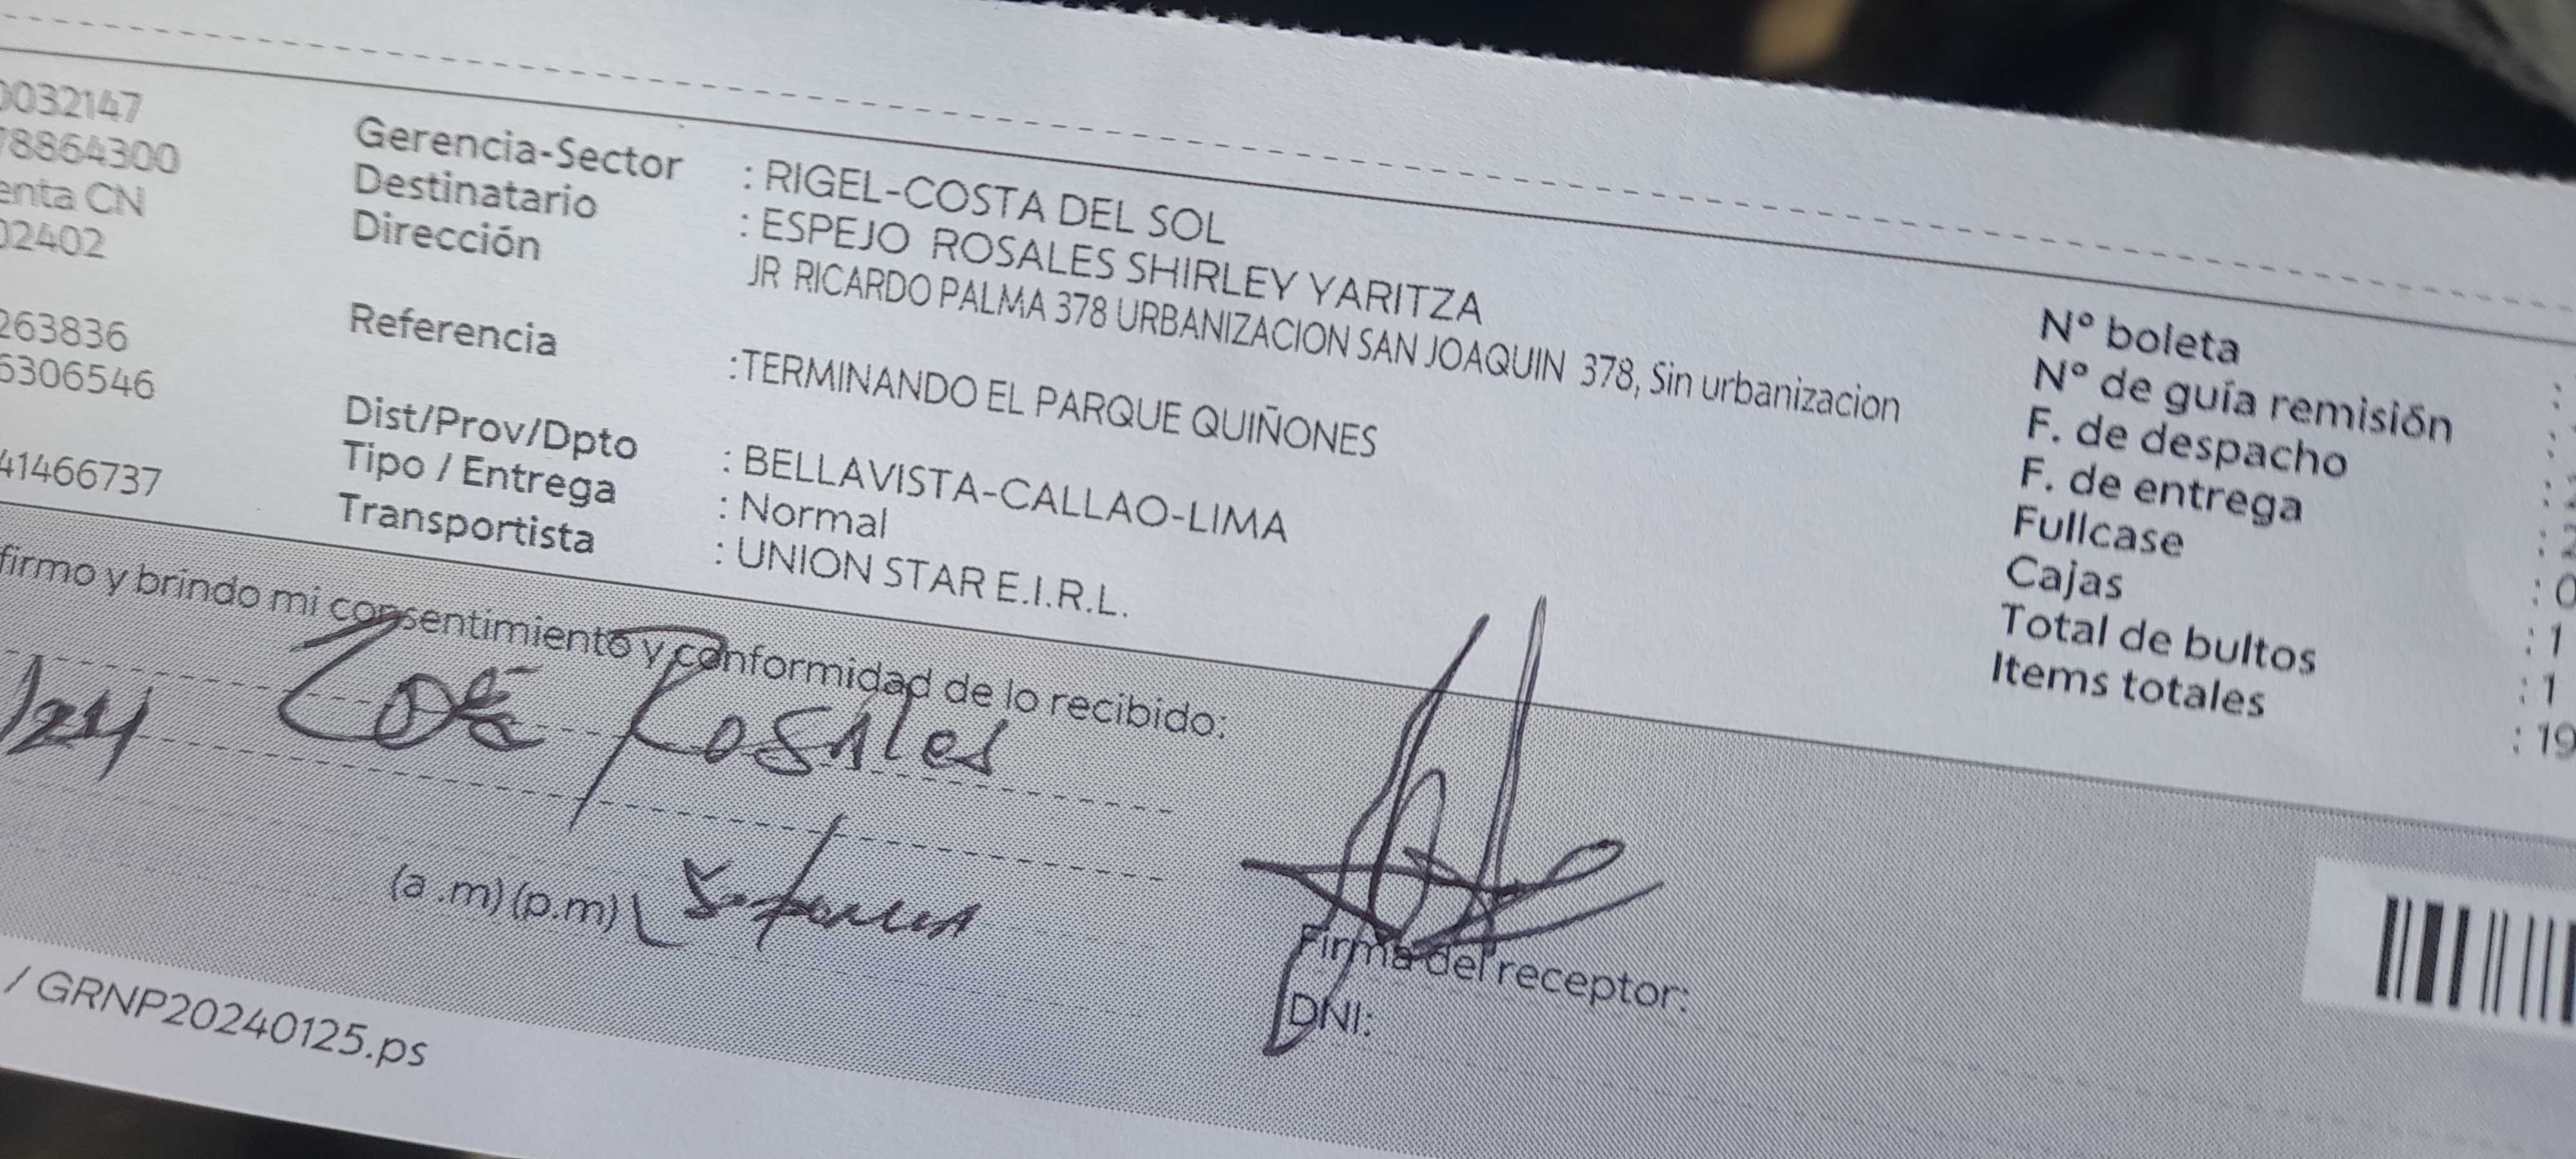 0032147
78864300
enta CN
02402
263836
6306546
41466737
Gerencia-Sector : RIGEL-COSTA DEL SOL
Destinatario : ESPEJO ROSALES SHIRLEY YARITZA
Dirección JR RICARDO PALMA 378 URBANIZACION SAN JOAQUIN 378, Sin urbanizacion
Referencia :TERMINANDO EL PARQUE QUIÑONES
Dist/Prov/Dpto : BELLAVISTA-CALLAO-LIMA
Tipo / Entrega : Normal
Transportista : UNION STAR E.I.R.L.
N° boleta :
N° de guía remisión :
F. de despacho : 2
F. de entrega : 2
Fullcase : 0
Cajas : 1
Total de bultos : 1
Items totales : 19
firmo y brindo mi consentimiento y conformidad de lo recibido:
/24 Rosales
(a .m) (p.m)
Firma del receptor:
DNI:
/ GRNP20240125.ps